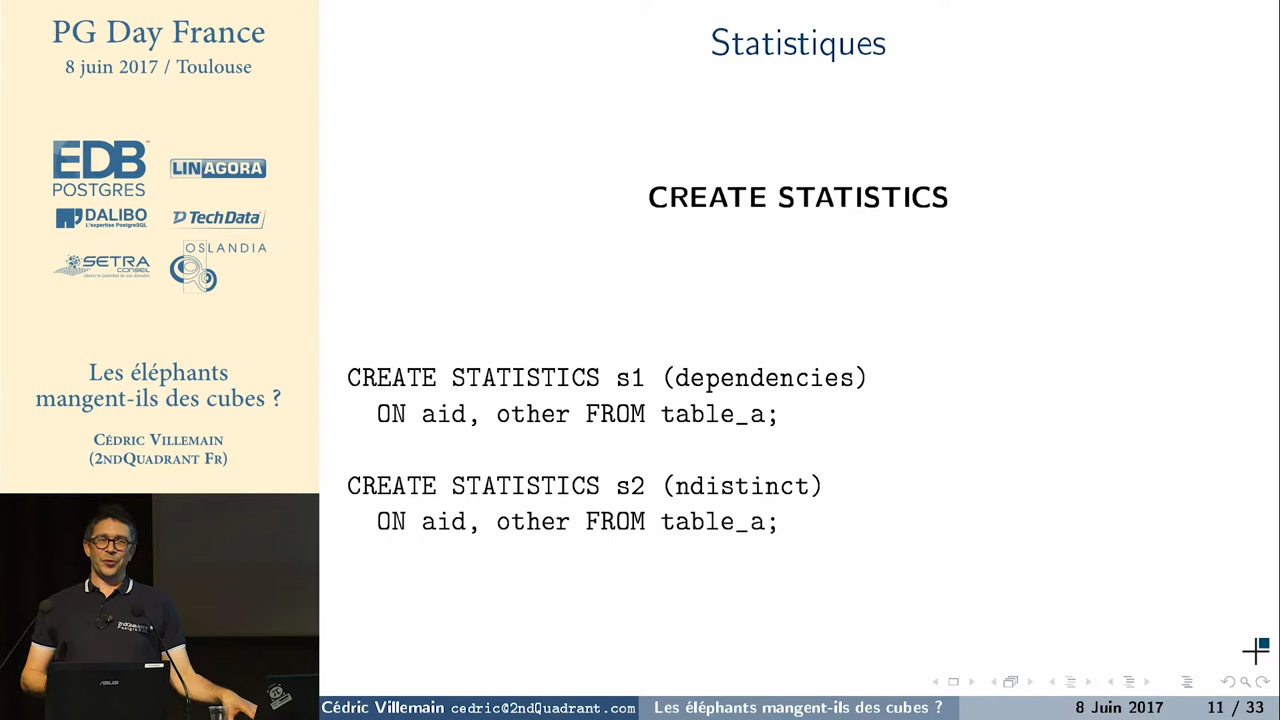 PG Day France
8 juin 2017 / Toulouse
EDB
POSTGRES
LINAGORA
DALIBO
L'expertise PostgreSQL
TechData
SETRA
CONSEIL
OSLANDIA
Les éléphants
mangent-ils des cubes ?
Cédric Villemain
(2ndQuadrant Fr)
Statistiques
CREATE STATISTICS
CREATE STATISTICS s1 (dependencies)
ON aid, other FROM table_a;
CREATE STATISTICS s2 (ndistinct)
ON aid, other FROM table_a;
2ndQuadrant
PostgreSQL
ASUS
Cédric Villemain cedric@2ndQuadrant.com
Les éléphants mangent-ils des cubes ?
8 Juin 2017
11 / 33